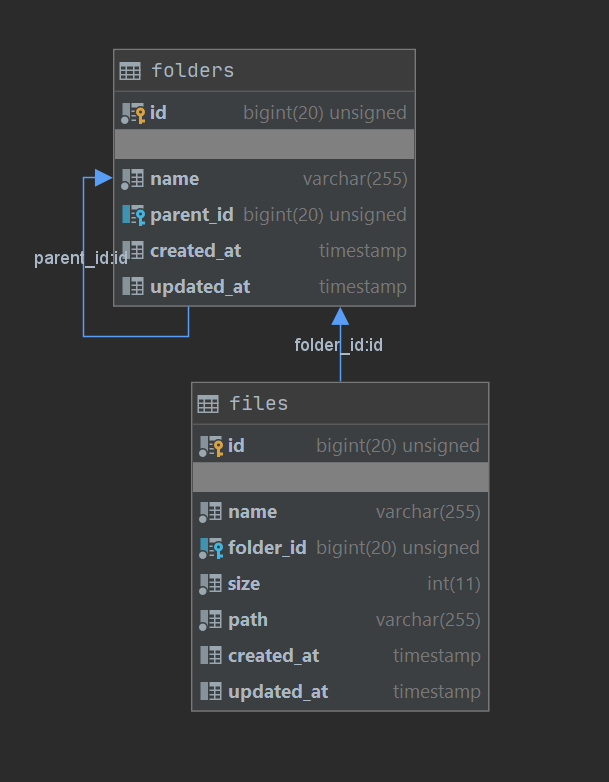 folders
id bigint(20) unsigned
name varchar(255)
parent_id bigint(20) unsigned
created_at timestamp
updated_at timestamp
parent_id:id
folder_id:id
files
id bigint(20) unsigned
name varchar(255)
folder_id bigint(20) unsigned
size int(11)
path varchar(255)
created_at timestamp
updated_at timestamp